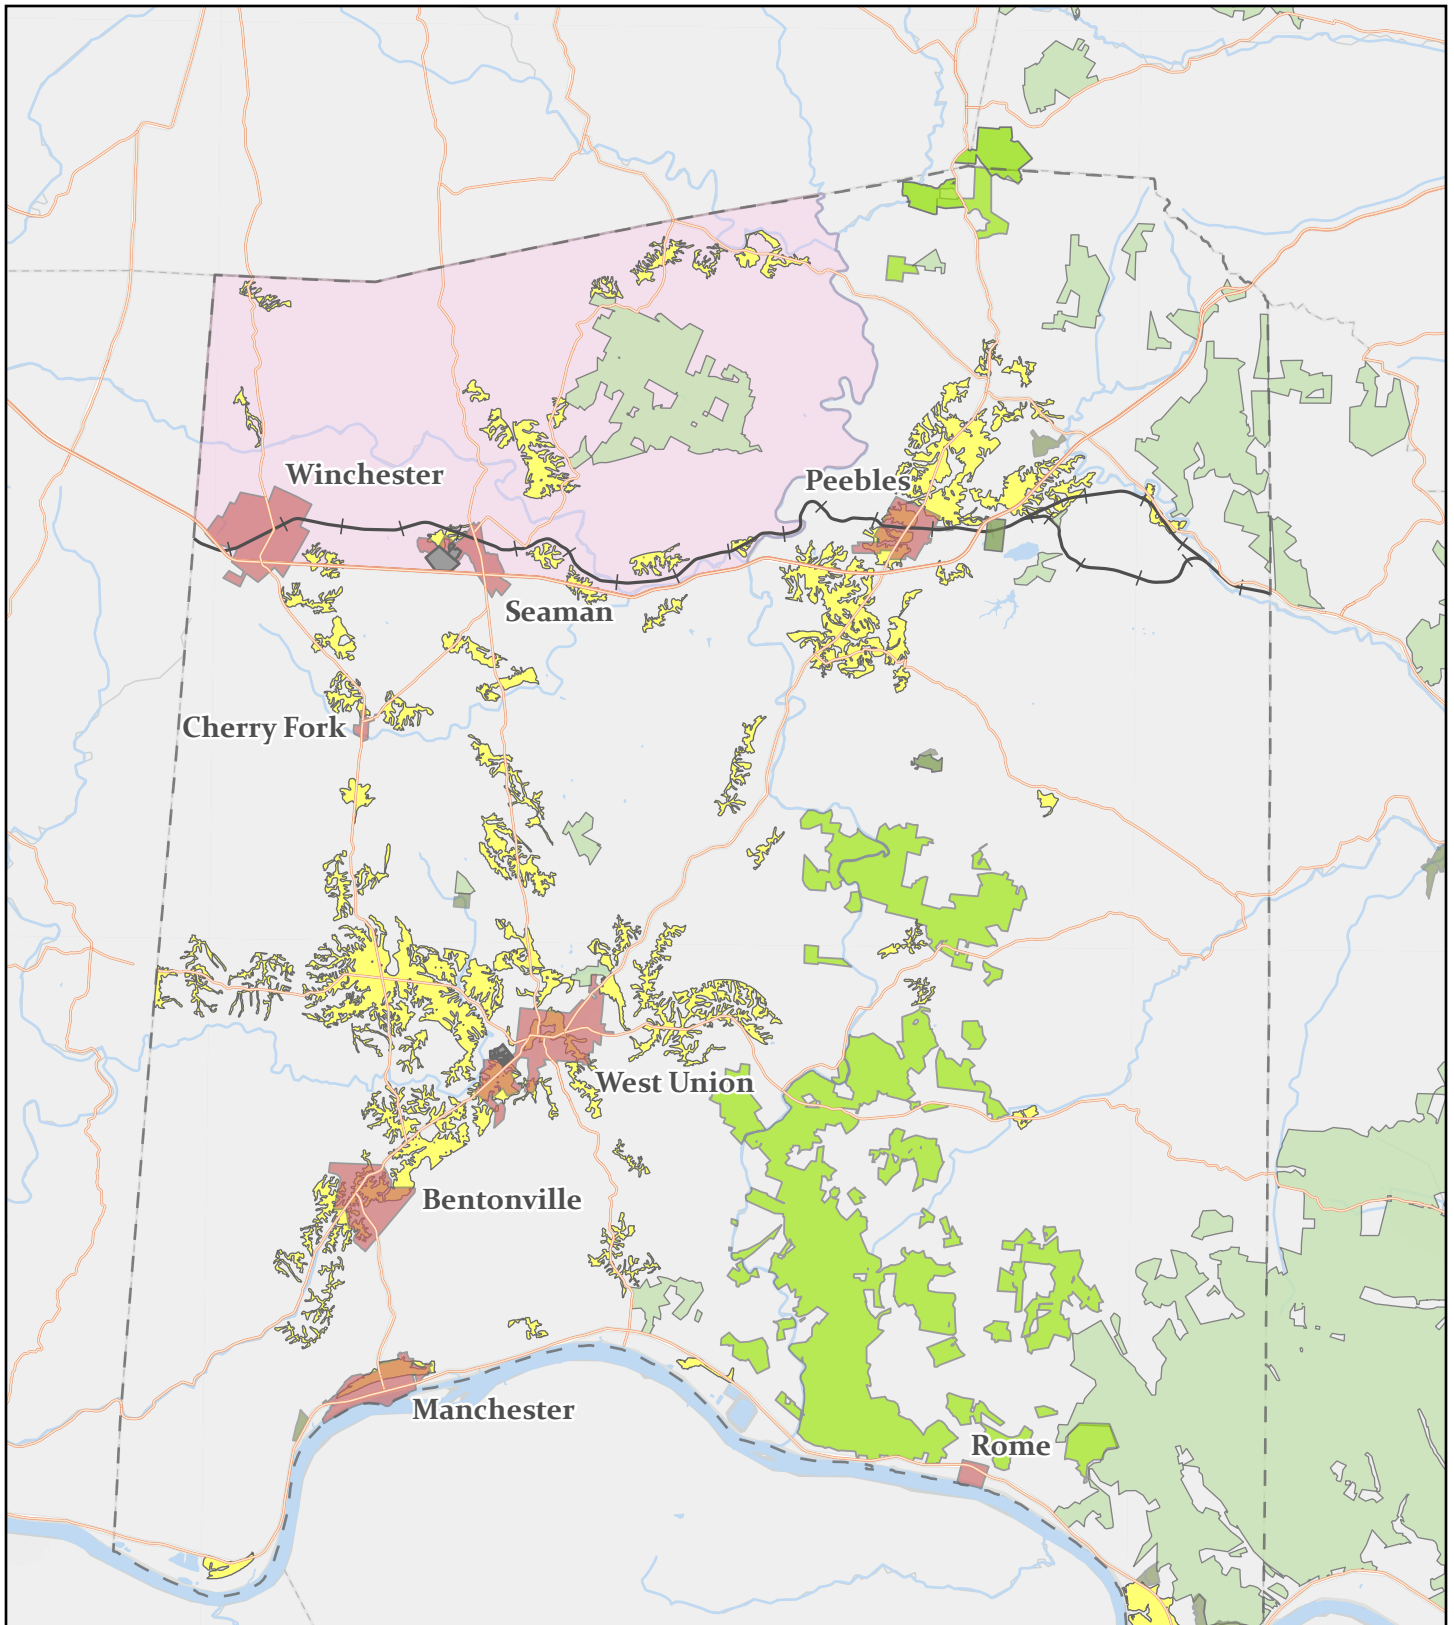 Winchester
Peebles
Seaman
Cherry Fork
West Union
Bentonville
Manchester
Rome